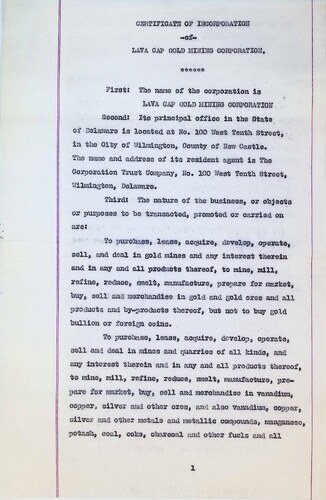 CERTIFICATE OF INCORPORATION
-of-
LAVA CAP GOLD MINING CORPORATION.
******
First: The name of the corporation is
LAVA CAP GOLD MINING CORPORATION
Second: Its principal office in the State
of Delaware is located at No. 100 West Tenth Street,
in the City of Wilmington, County of New Castle.
The name and address of its resident agent is The
Corporation Trust Company, No. 100 West Tenth Street,
Wilmington, Delaware.
Third: The nature of the business, or objects
or purposes to be transacted, promoted or carried on
are:
To purchase, lease, acquire, develop, operate,
sell, and deal in gold mines and any interest therein
and in any and all products thereof, to mine, mill,
refine, reduce, smelt, manufacture, prepare for market,
buy, sell and merchandise in gold and gold ores and all
products and by-products thereof, but not to buy gold
bullion or foreign coins.
To purchase, lease, acquire, develop, operate,
sell and deal in mines and quarries of all kinds, and
any interest therein and in any and all products thereof,
to mine, mill, refine, reduce, smelt, manufacture, pre-
pare for market, buy, sell and merchandise in vanadium,
copper, silver and other ores, and also vanadium, copper,
silver and other metals and metallic compounds, manganese,
potash, coal, coke, charcoal and other fuels and all
1